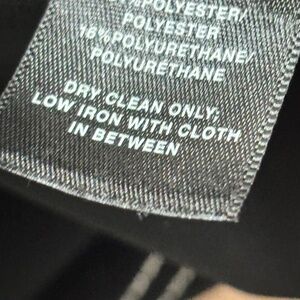 %POLYESTER/
POLYESTER
16%POLYURETHANE/
POLYURETHANE
DRY CLEAN ONLY;
LOW IRON WITH CLOTH
IN BETWEEN